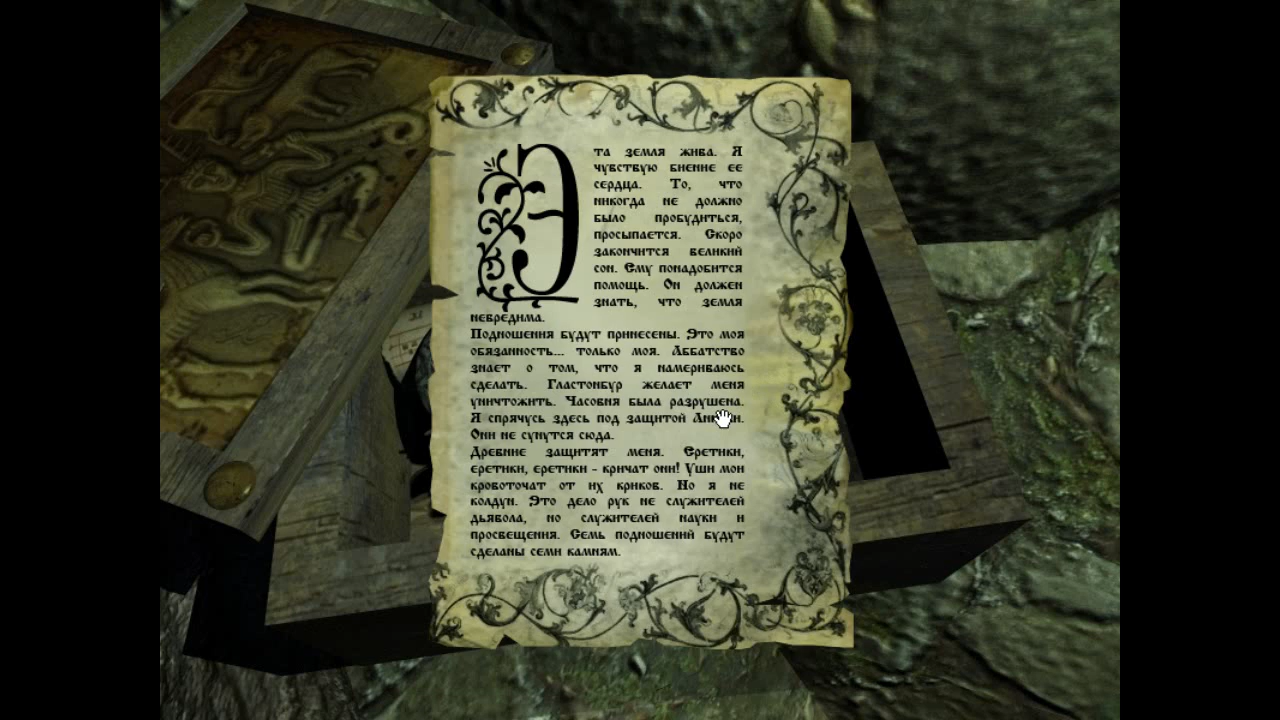 Эта земля жива. Я
чувствую биение ее
сердца. То, что
никогда не должно
было пробудиться,
просыпается. Скоро
закончится великий
сон. Ему понадобится
помощь. Он должен
знать, что земля
невредима.
Подношения будут принесены. Это моя
обязанность... только моя. Аббатство
знает о том, что я намериваюсь
сделать. Гластонбур желает меня
уничтожить. Часовня была разрушена.
Я спрячусь здесь под защитой
Они не сунутся сюда.
Древние защитят меня. Еретики,
еретики, еретики - кричат они! Уши мои
кровоточат от их криков. Но я не
колдун. Это дело рук не служителей
дьявола, но служителей науки и
просвещения. Семь подношений будут
сделаны семи камням.